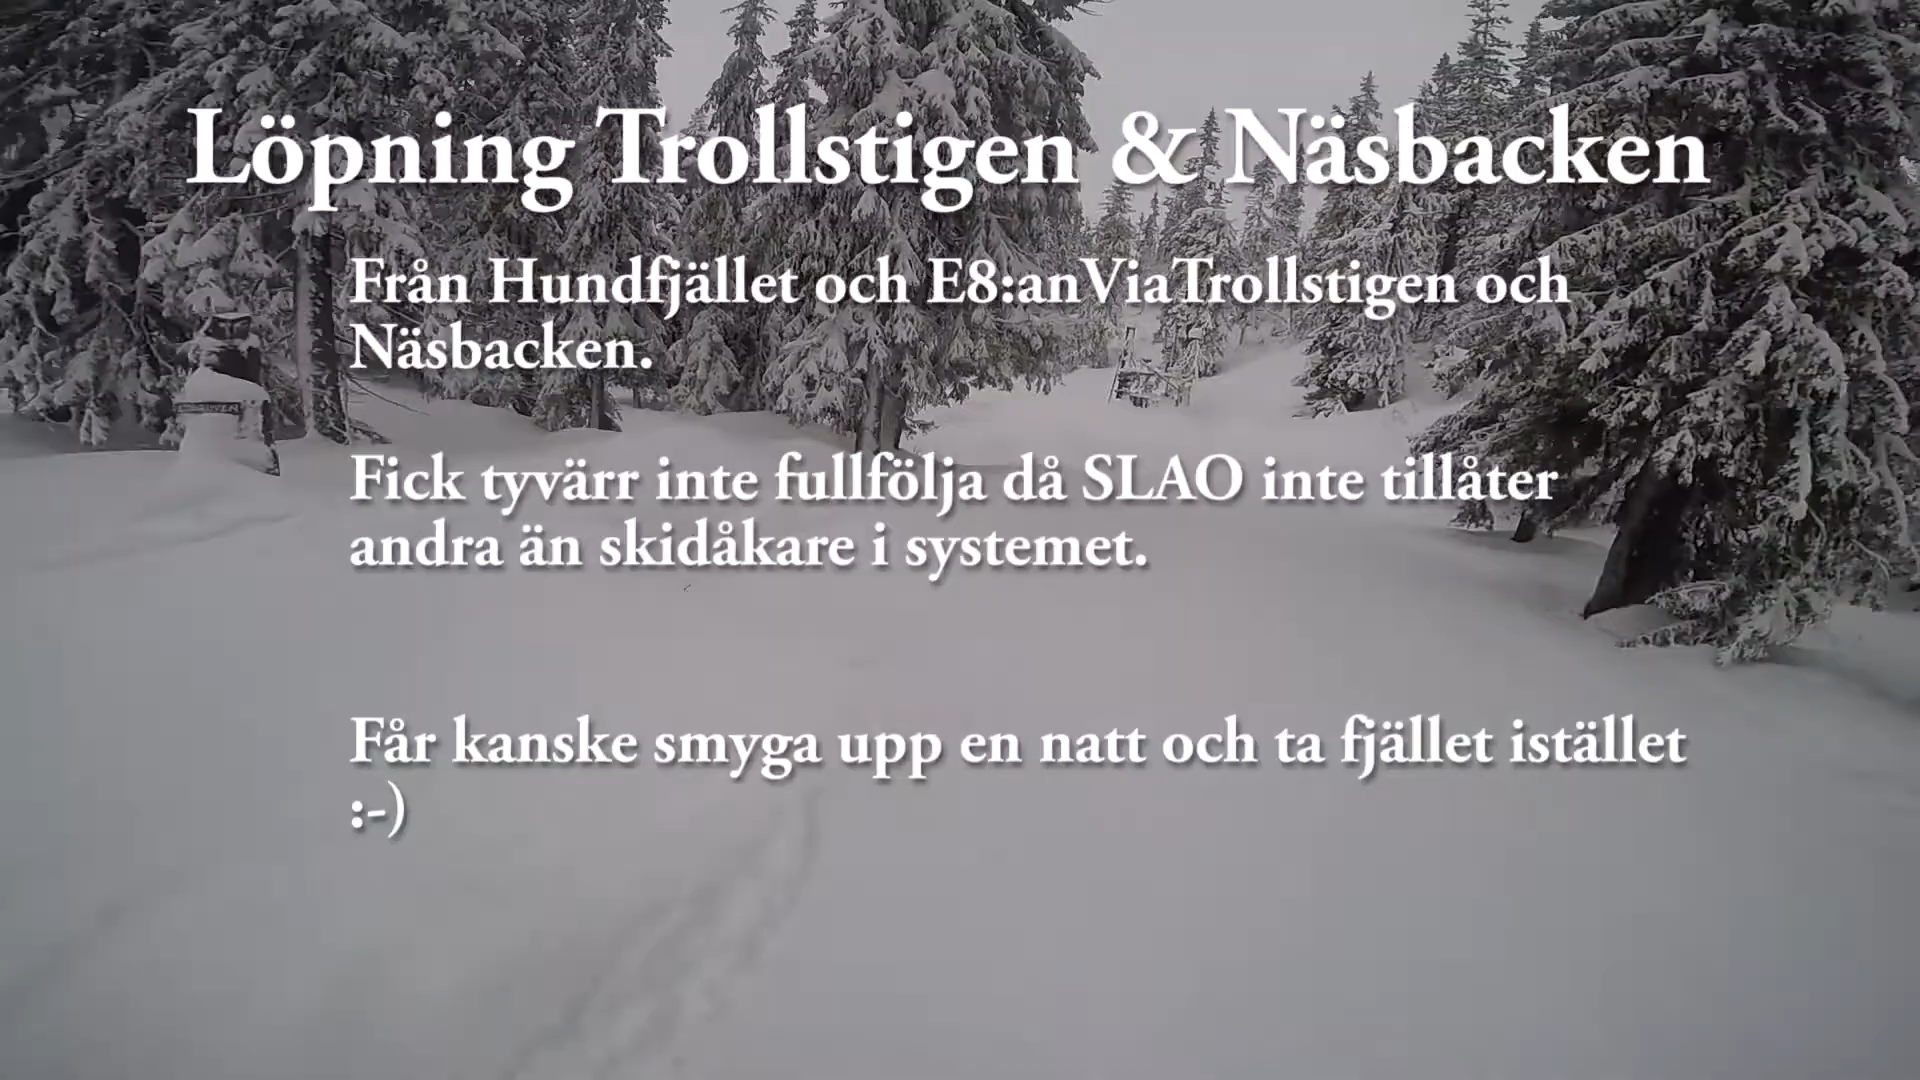 Löpning Trollstigen & Näsbacken
Från Hundfjället och E8:anViaTrollstigen och
Näsbacken.
Fick tyvärr inte fullfölja då SLAO inte tillåter
andra än skidåkare i systemet.
Får kanske smyga upp en natt och ta fjället istället
:-)